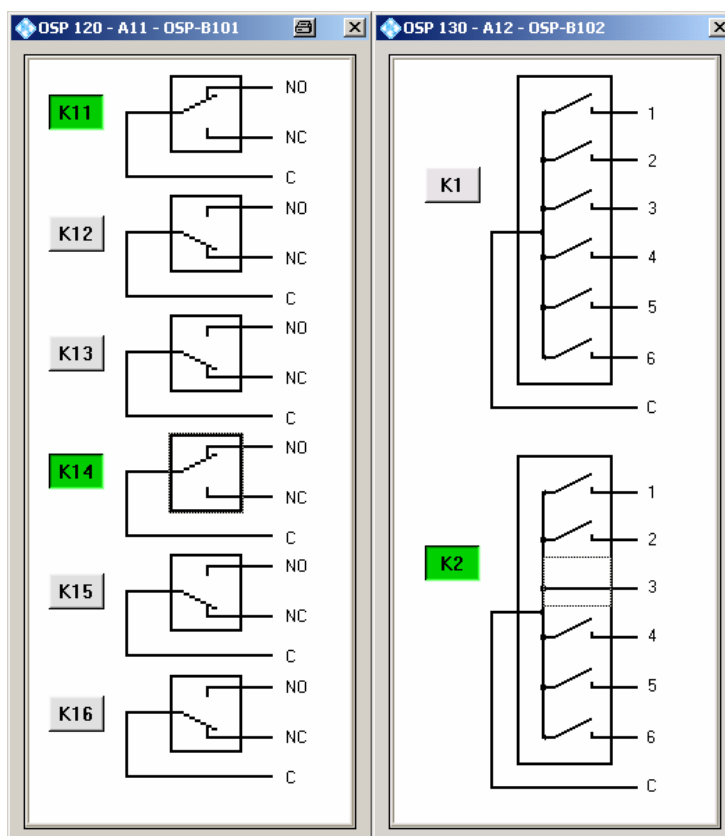 OSP 120 - A11 - OSP-B101
K11
NO
NC
C
K12
NO
NC
C
K13
NO
NC
C
K14
NO
NC
C
K15
NO
NC
C
K16
NO
NC
C
OSP 130 - A12 - OSP-B102
K1
1
2
3
4
5
6
C
K2
1
2
3
4
5
6
C